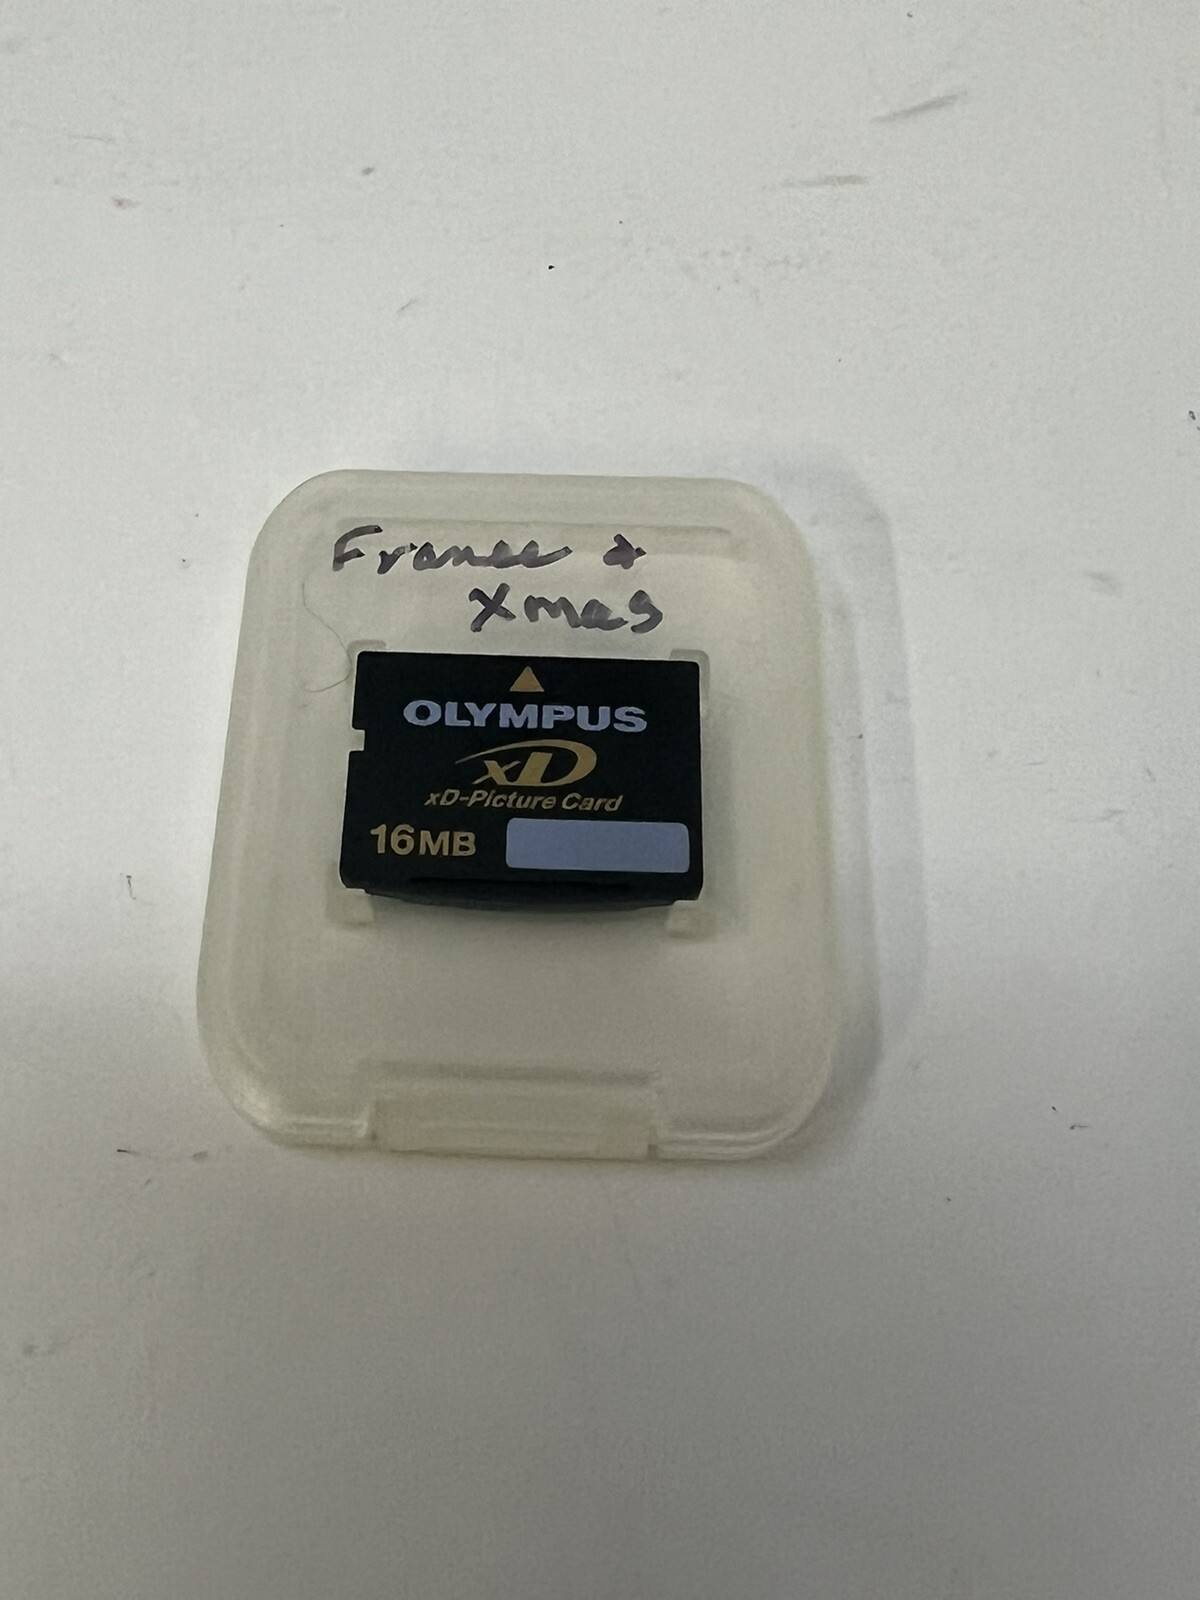 France &
Xmas
OLYMPUS
xD
xD-Picture Card
16MB